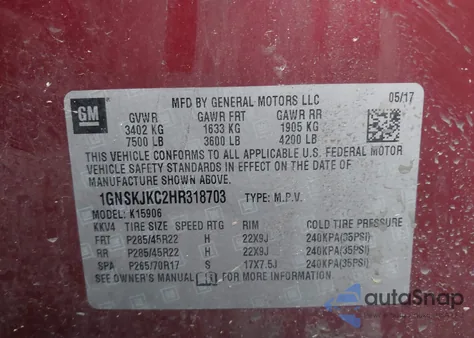 MFD BY GENERAL MOTORS LLC 05/17
GM GVWR GAWR FRT GAWR RR
3402 KG 1633 KG 1905 KG
7500 LB 3600 LB 4200 LB
THIS VEHICLE CONFORMS TO ALL APPLICABLE U.S. FEDERAL MOTOR
VEHICLE SAFETY STANDARDS IN EFFECT ON THE DATE OF
MANUFACTURE SHOWN ABOVE.
1GNSKJKC2HR318703 TYPE: M.P.V.
MODEL: K15906
KKV4 TIRE SIZE SPEED RTG RIM COLD TIRE PRESSURE
FRT P285/45R22 H 22X9J 240KPA(35PSI)
RR P285/45R22 H 22X9J 240KPA(35PSI)
SPA P265/70R17 S 17X7.5J 240KPA(35PSI)
SEE OWNER'S MANUAL FOR MORE INFORMATION.
autoSnap